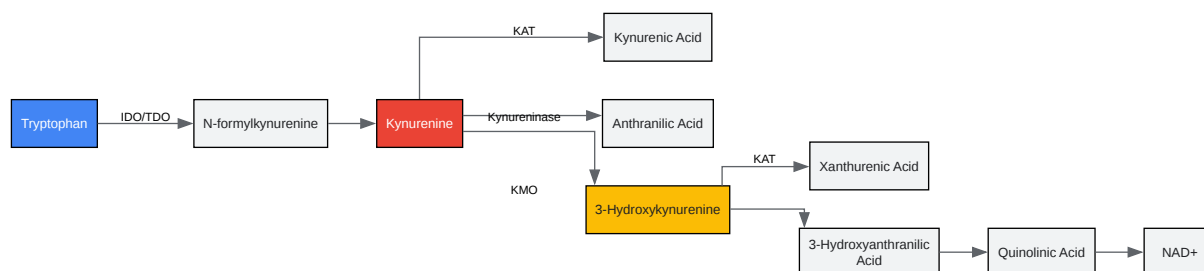 KAT
Kynurenic Acid
Tryptophan
IDO/TDO
N-formylkynurenine
Kynurenine
Kynureninase
Anthranilic Acid
KMO
3-Hydroxykynurenine
KAT
Xanthurenic Acid
3-Hydroxyanthranilic
Acid
Quinolinic Acid
NAD+